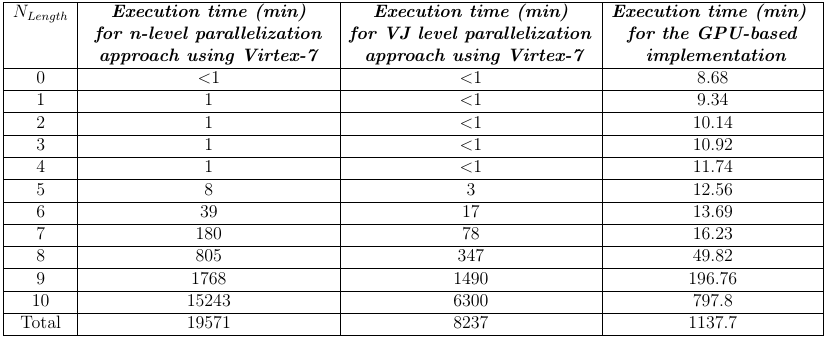 N_Length Execution time (min) for n-level parallelization approach using Virtex-7 Execution time (min) for VJ level parallelization approach using Virtex-7 Execution time (min) for the GPU-based implementation
0 <1 <1 8.68
1 1 <1 9.34
2 1 <1 10.14
3 1 <1 10.92
4 1 <1 11.74
5 8 3 12.56
6 39 17 13.69
7 180 78 16.23
8 805 347 49.82
9 1768 1490 196.76
10 15243 6300 797.8
Total 19571 8237 1137.7